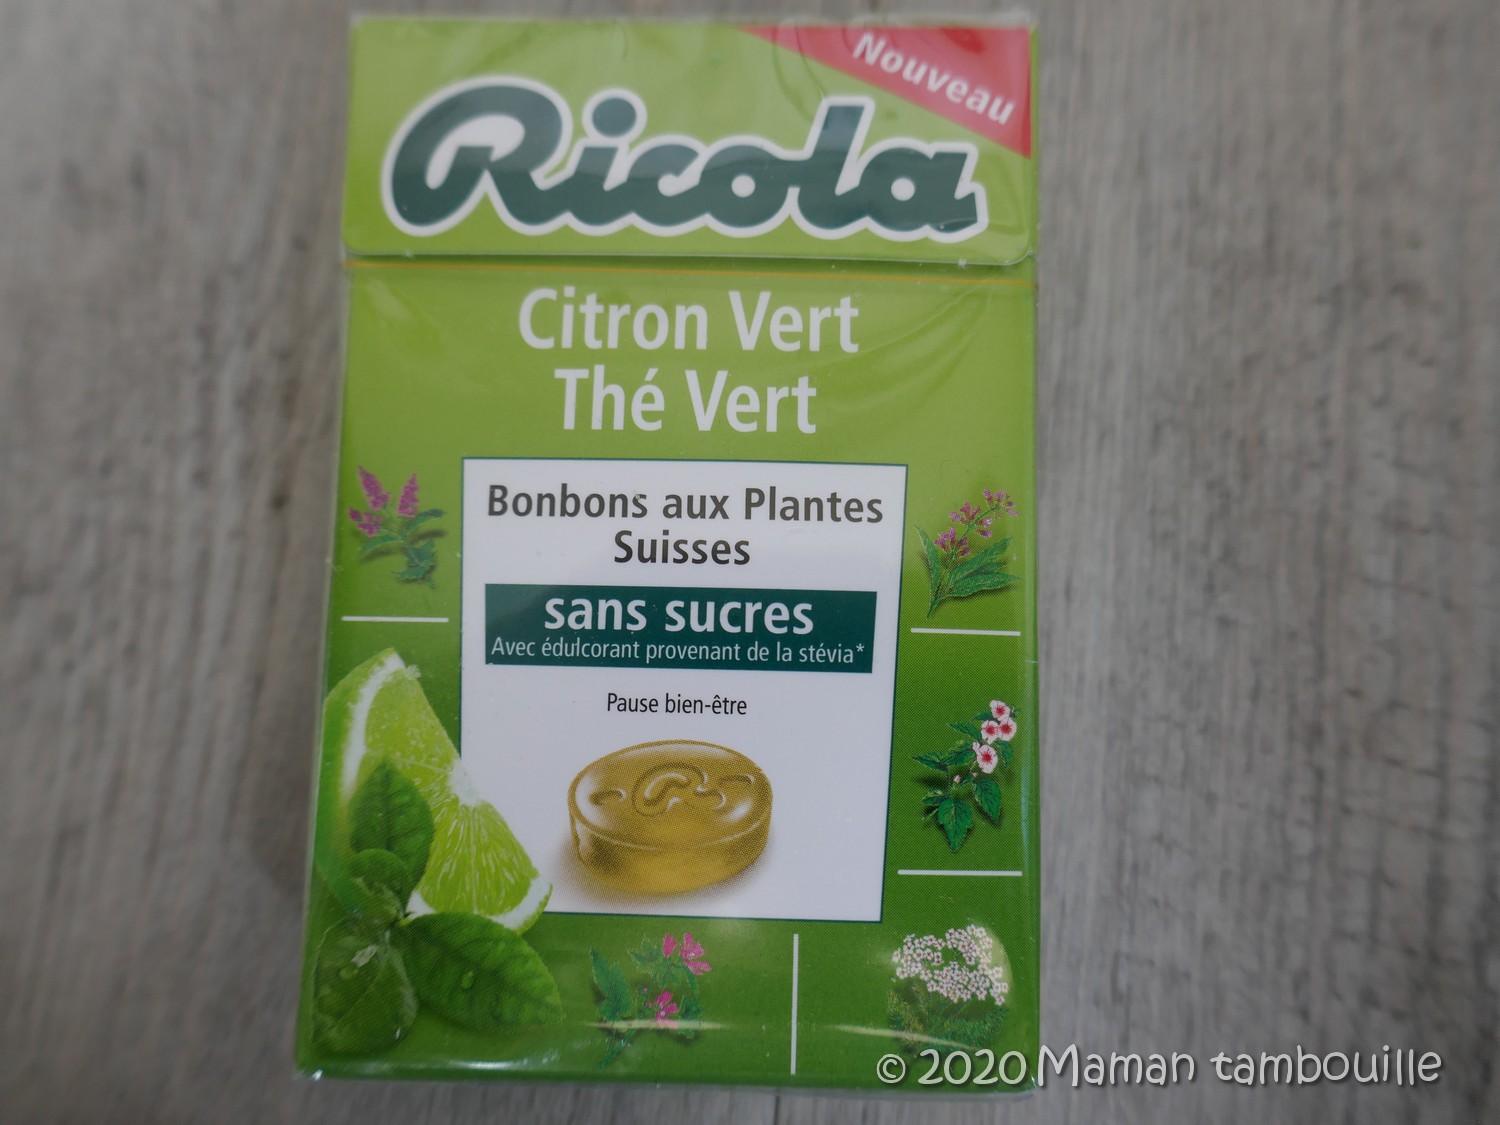 Nouveau
Ricola
Citron Vert
Thé Vert
Bonbons aux Plantes
Suisses
sans sucres
Avec édulcorant provenant de la stévia*
Pause bien-être
© 2020 Maman tambouille